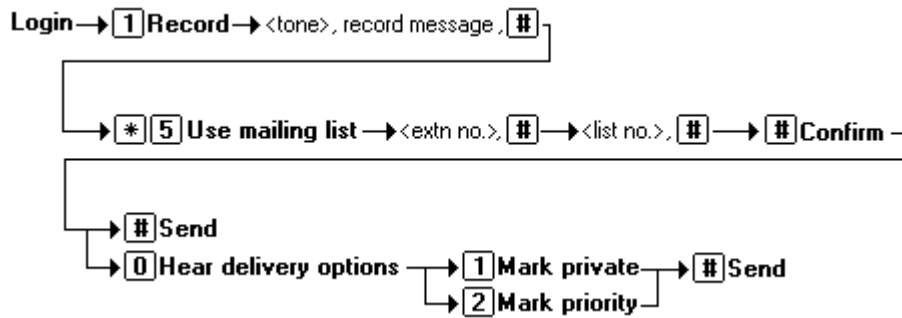 Login 1 Record <tone>, record message, #
* 5 Use mailing list <extn no.>, # <list no.>, # # Confirm
# Send
0 Hear delivery options 1 Mark private # Send
2 Mark priority